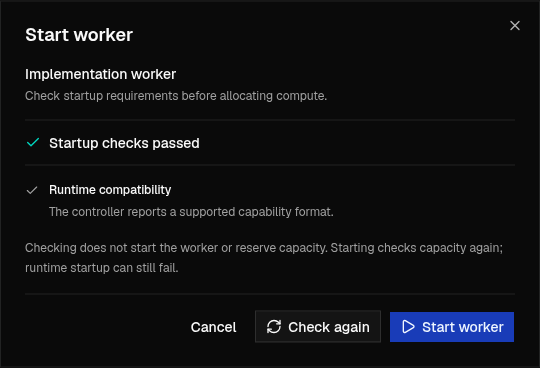 Start worker
Implementation worker
Check startup requirements before allocating compute.
Startup checks passed
Runtime compatibility
The controller reports a supported capability format.
Checking does not start the worker or reserve capacity. Starting checks capacity again;
runtime startup can still fail.
Cancel
Check again
Start worker